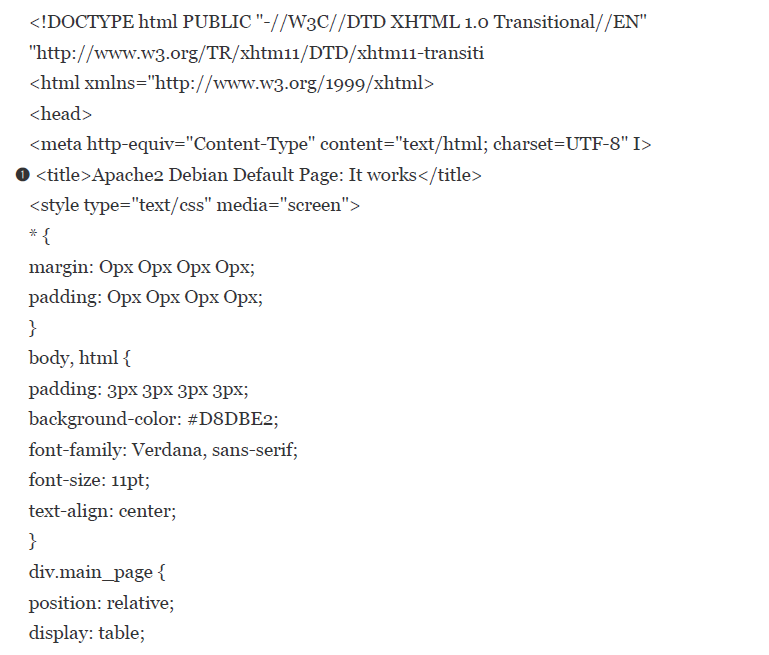 <!DOCTYPE html PUBLIC "-//W3C//DTD XHTML 1.0 Transitional//EN"
"http://www.w3.org/TR/xhtm11/DTD/xhtm11-transiti
<html xmlns="http://www.w3.org/1999/xhtml>
<head>
<meta http-equiv="Content-Type" content="text/html; charset=UTF-8" I>
❶ <title>Apache2 Debian Default Page: It works</title>
<style type="text/css" media="screen">
* {
margin: Opx Opx Opx Opx;
padding: Opx Opx Opx Opx;
}
body, html {
padding: 3px 3px 3px 3px;
background-color: #D8DBE2;
font-family: Verdana, sans-serif;
font-size: 11pt;
text-align: center;
}
div.main_page {
position: relative;
display: table;